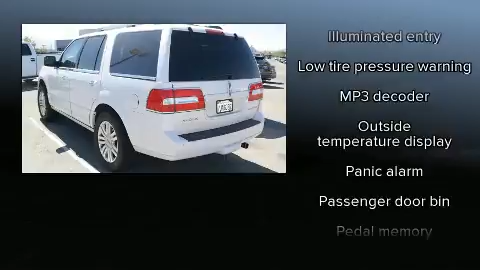 Illuminated entry
Low tire pressure warning
MP3 decoder
Outside
temperature display
Panic alarm
Passenger door bin
Pedal memory